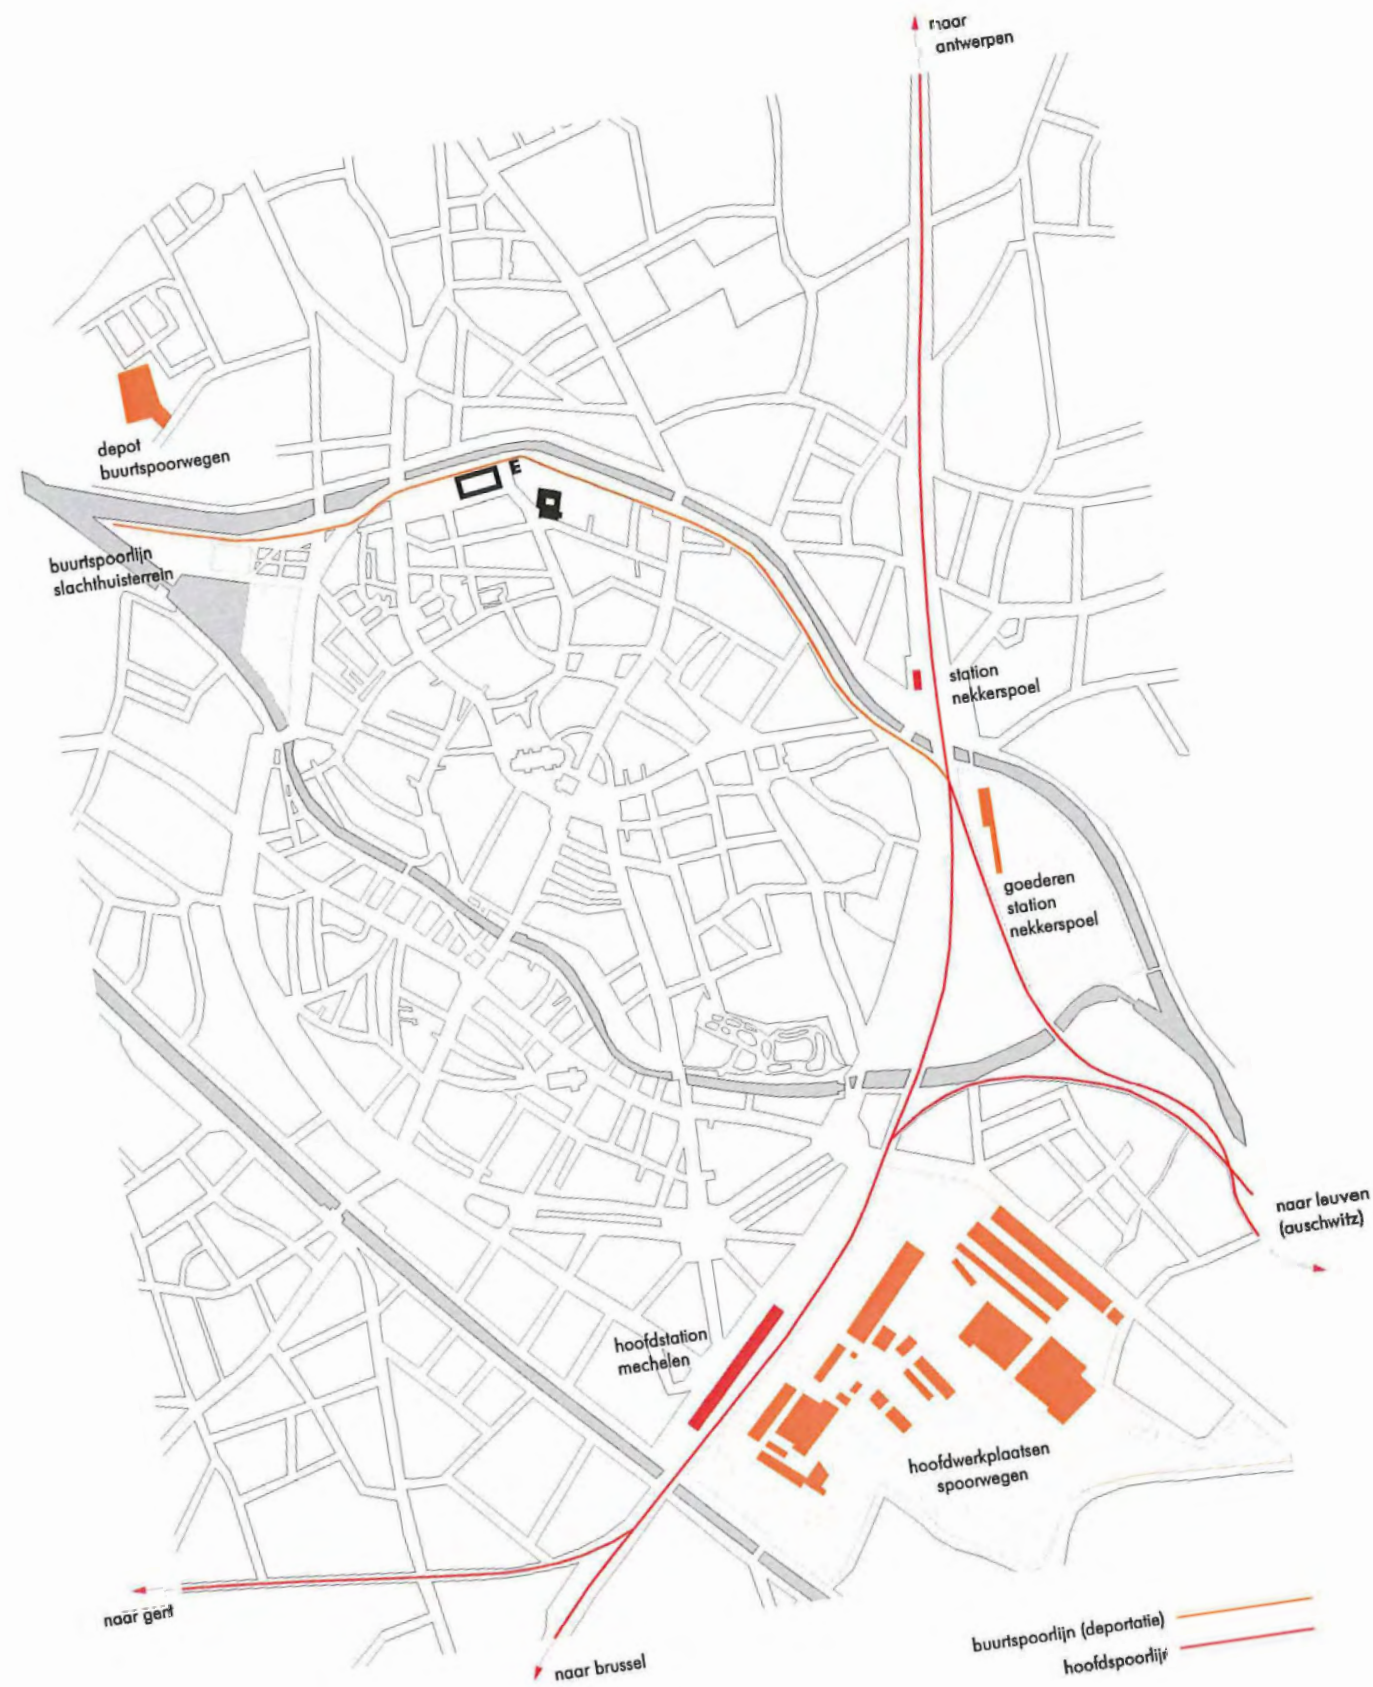 naar
antwerpen
depot
buurtspoorwegen
E
buurtspoorlijn
slachthuisterrein
station
nekkerspoel
goederen
station
nekkerspoel
naar leuven
(auschwitz)
hoofdstation
mechelen
hoofdwerkplaatsen
spoorwegen
naar gent
naar brussel
buurtspoorlijn (deportatie)
hoofdspoorlijn